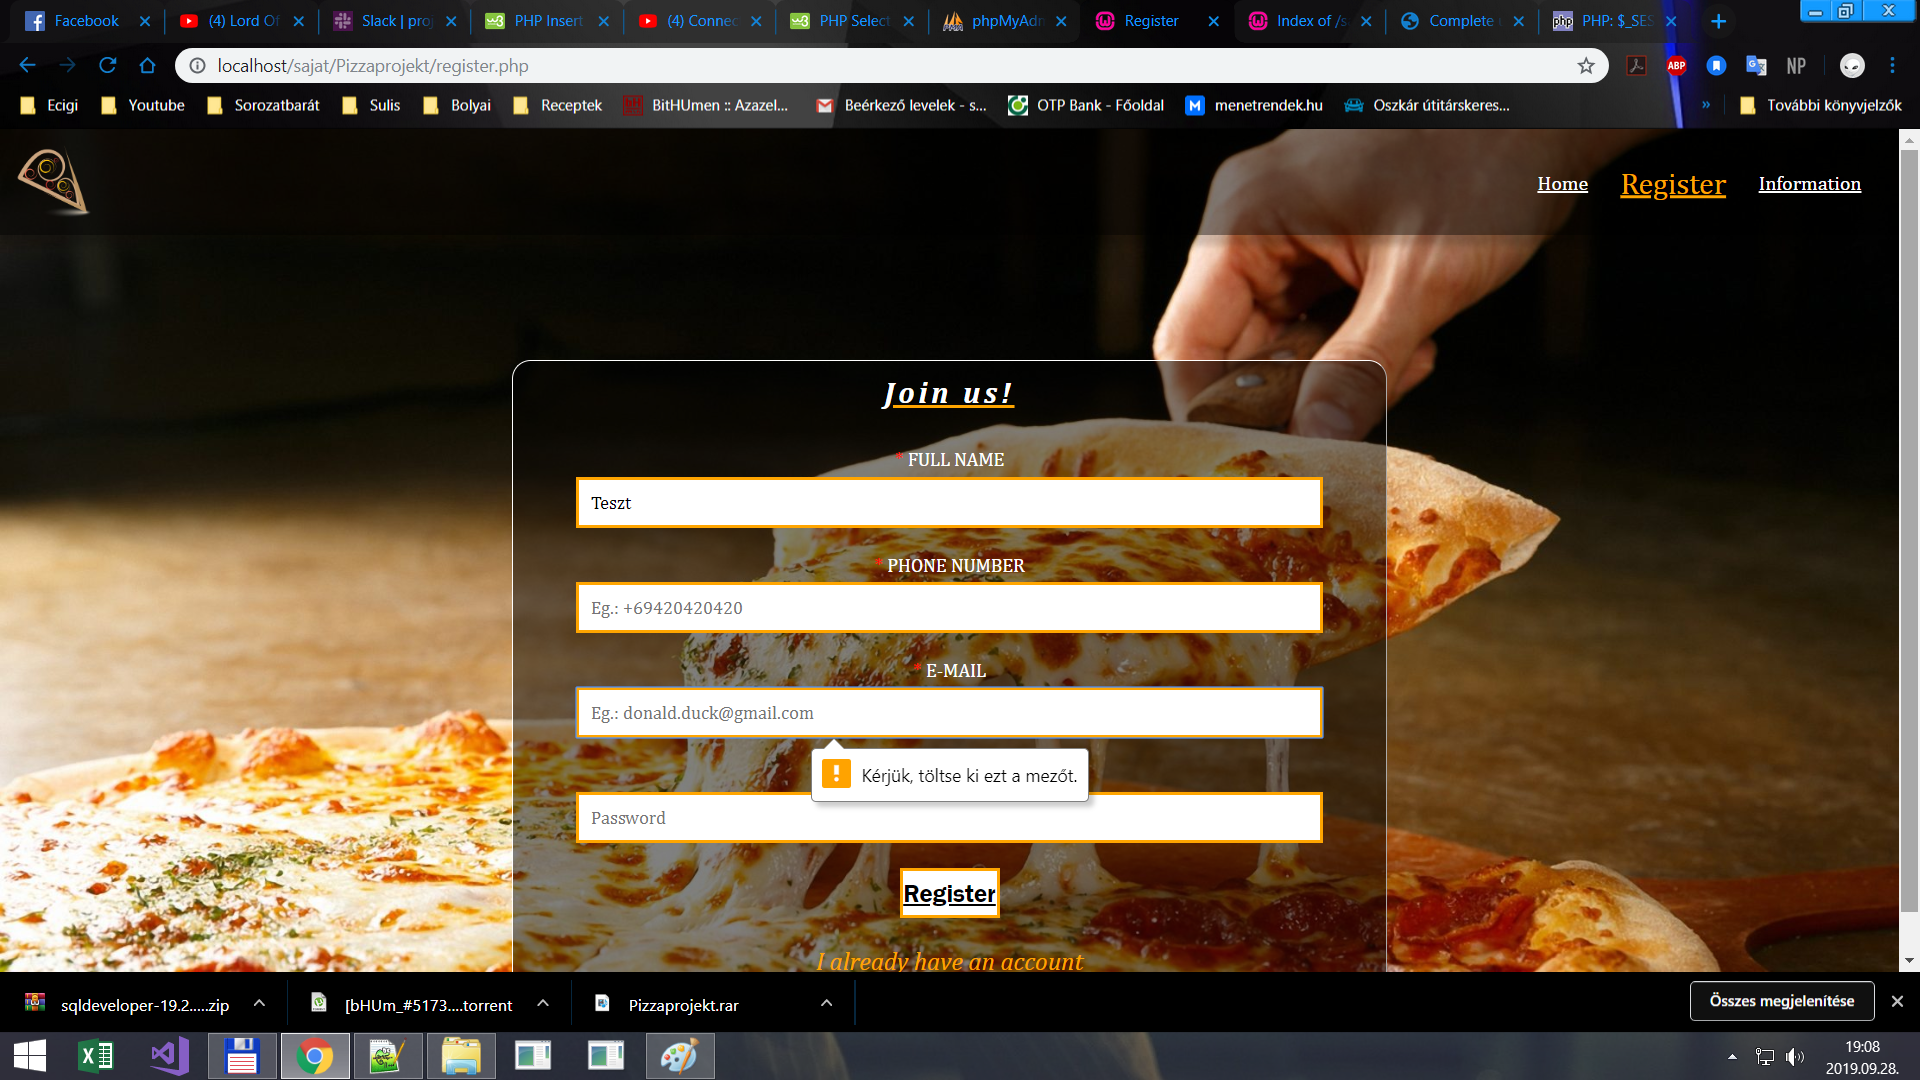 Facebook
(4) Lord Of
Slack | proj
PHP Insert
(4) Connec
PHP Select
phpMyAdm
Register
Index of /s
Complete
PHP: $_SES
localhost/sajat/Pizzaprojekt/register.php
ABP
NP
Ecigi
Youtube
Sorozatbarát
Sulis
Bolyai
Receptek
BitHUmen :: Azazel...
Beérkező levelek - s...
OTP Bank - Főoldal
menetrendek.hu
Oszkár útitárskeres...
»
További könyvjelzők
Home
Register
Information
Join us!
* FULL NAME
Teszt
* PHONE NUMBER
Eg.: +69420420420
* E-MAIL
Eg.: donald.duck@gmail.com
Kérjük, töltse ki ezt a mezőt.
Password
Register
I already have an account
sqldeveloper-19.2.....zip
[bHUm_#5173....torrent
Pizzaprojekt.rar
Összes megjelenítése
19:08
2019.09.28.